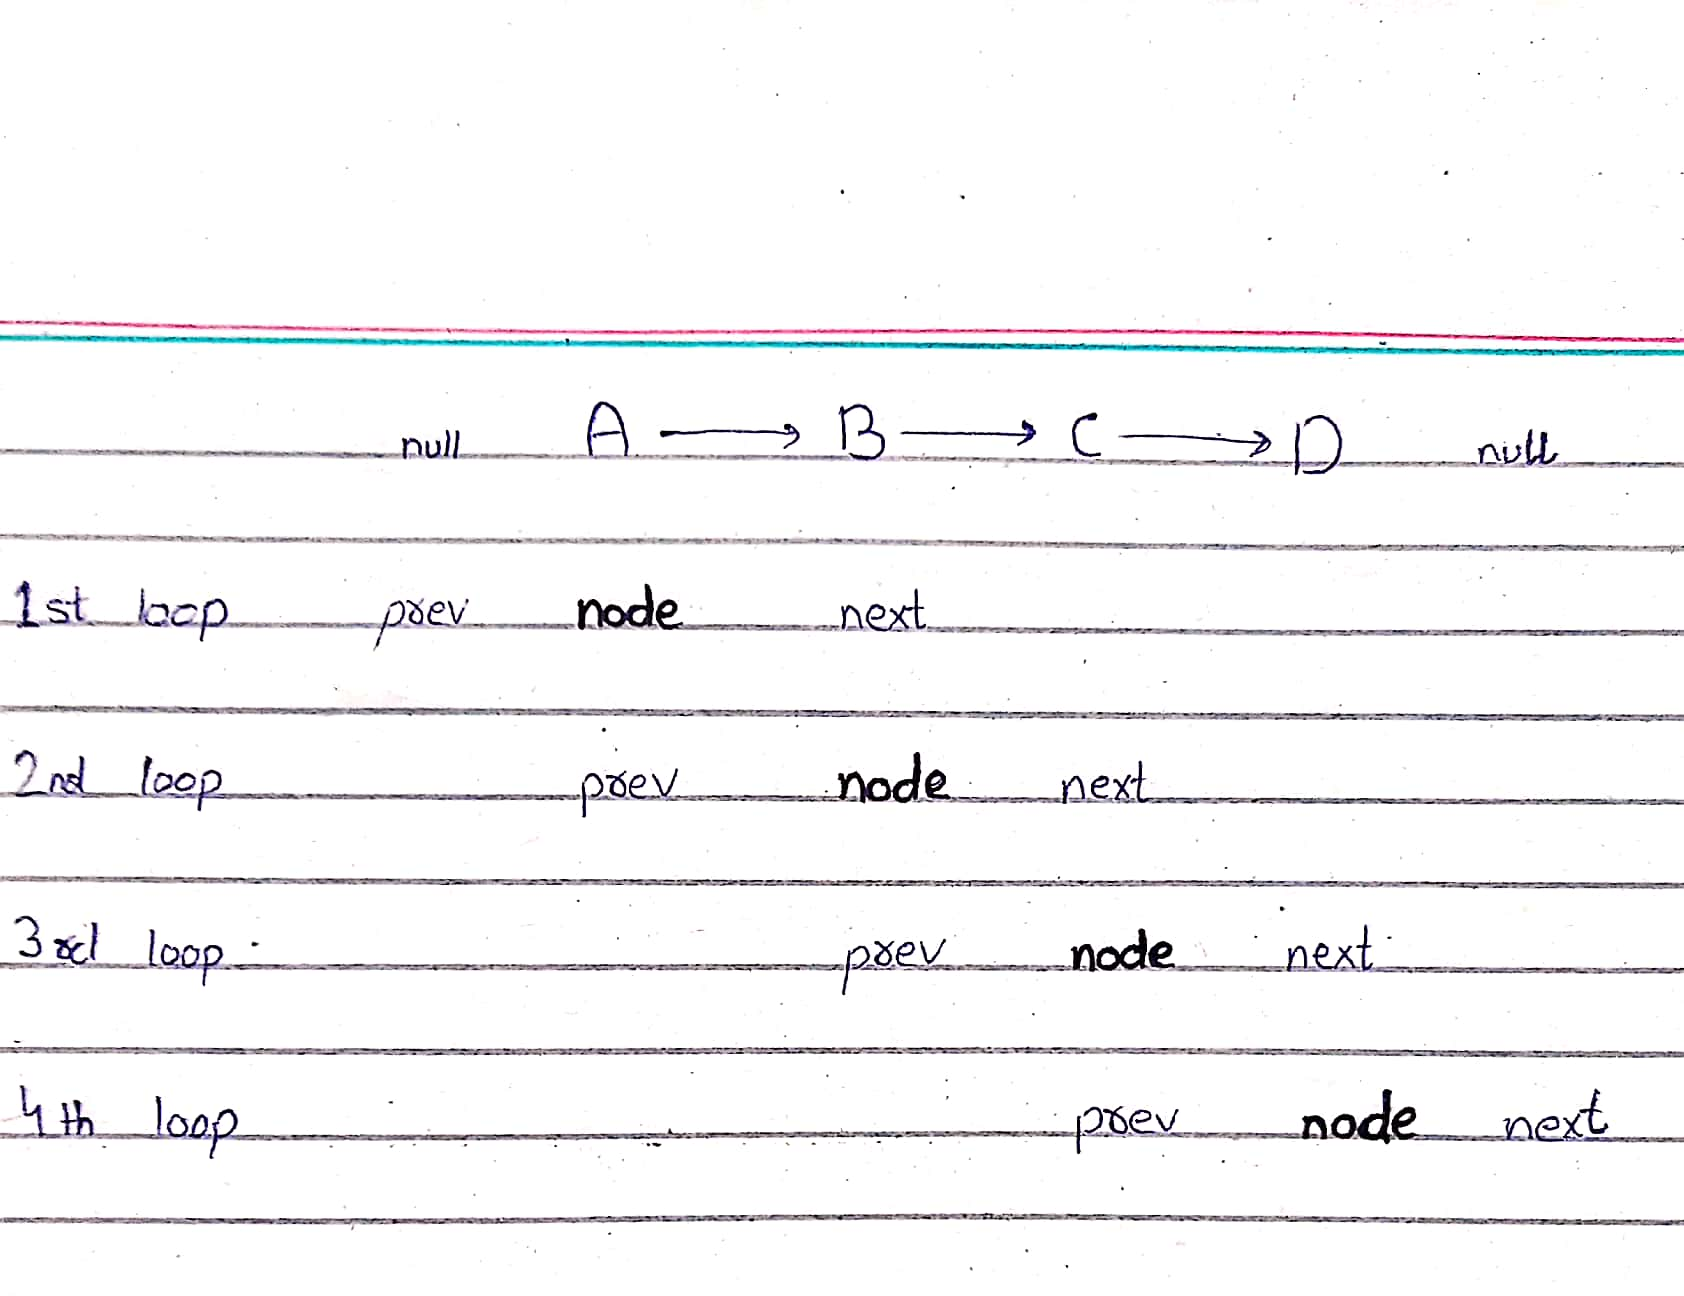 null A → B → C → D null
1st loop prev node next
2nd loop prev node next
3rd loop prev node next
4th loop prev node next